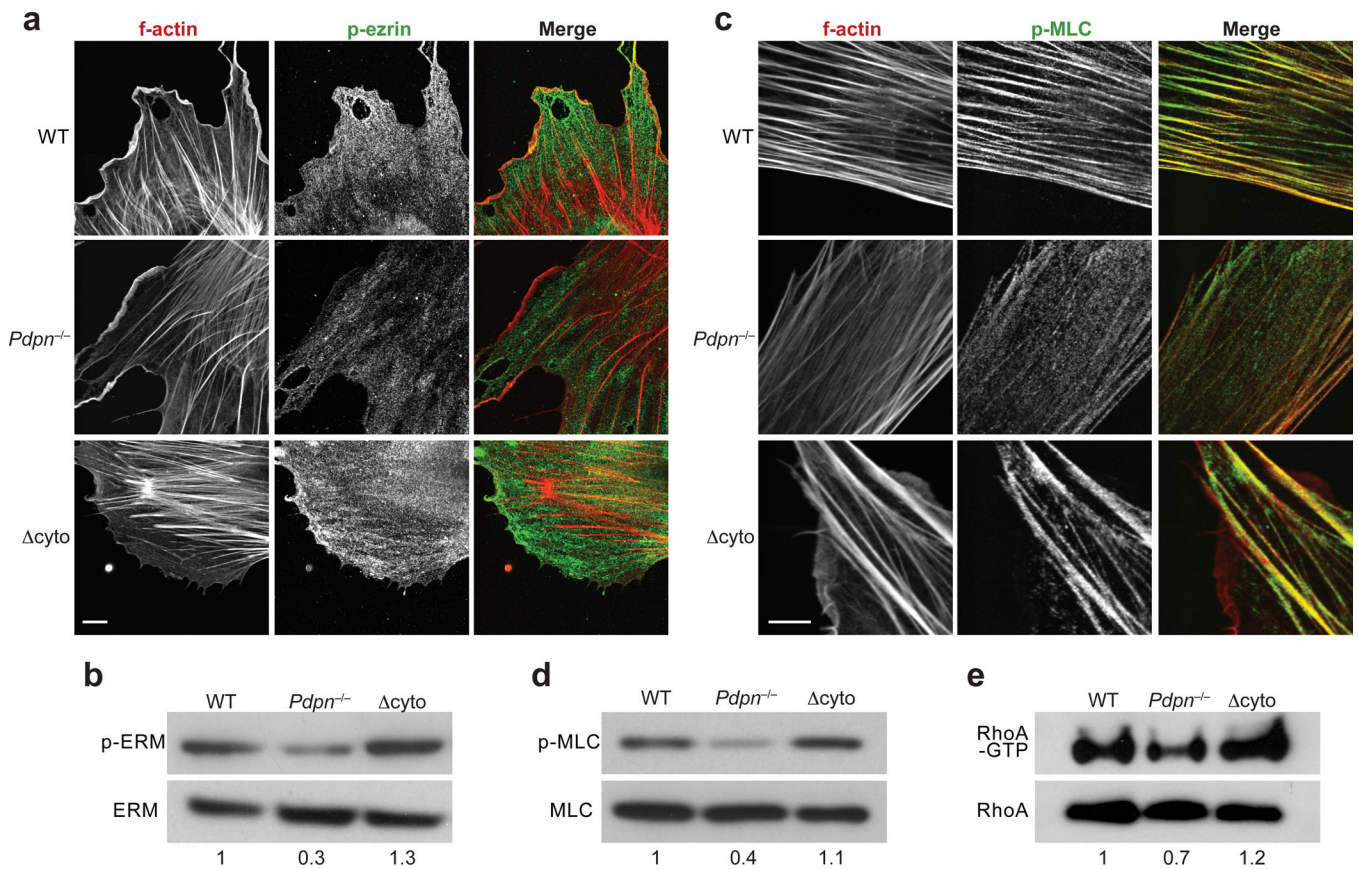 a
f-actin p-ezrin Merge
WT
Pdpn–/–
Δcyto
c
f-actin p-MLC Merge
WT
Pdpn–/–
Δcyto
b
WT Pdpn–/– Δcyto
p-ERM
ERM
1 0.3 1.3
d
WT Pdpn–/– Δcyto
p-MLC
MLC
1 0.4 1.1
e
WT Pdpn–/– Δcyto
RhoA
-GTP
RhoA
1 0.7 1.2